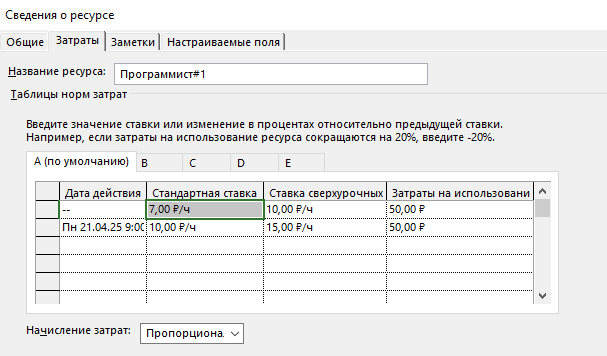 Сведения о ресурсе
Общие Затраты Заметки Настраиваемые поля
Название ресурса: Программист#1
Таблицы норм затрат
Введите значение ставки или изменение в процентах относительно предыдущей ставки.
Например, если затраты на использование ресурса сокращаются на 20%, введите -20%.
A (по умолчанию) B C D E
Дата действия Стандартная ставка Ставка сверхурочных Затраты на использовани
-- 7,00 ₽/ч 10,00 ₽/ч 50,00 ₽
Пн 21.04.25 9:00 10,00 ₽/ч 15,00 ₽/ч 50,00 ₽
Начисление затрат: Пропорциона.